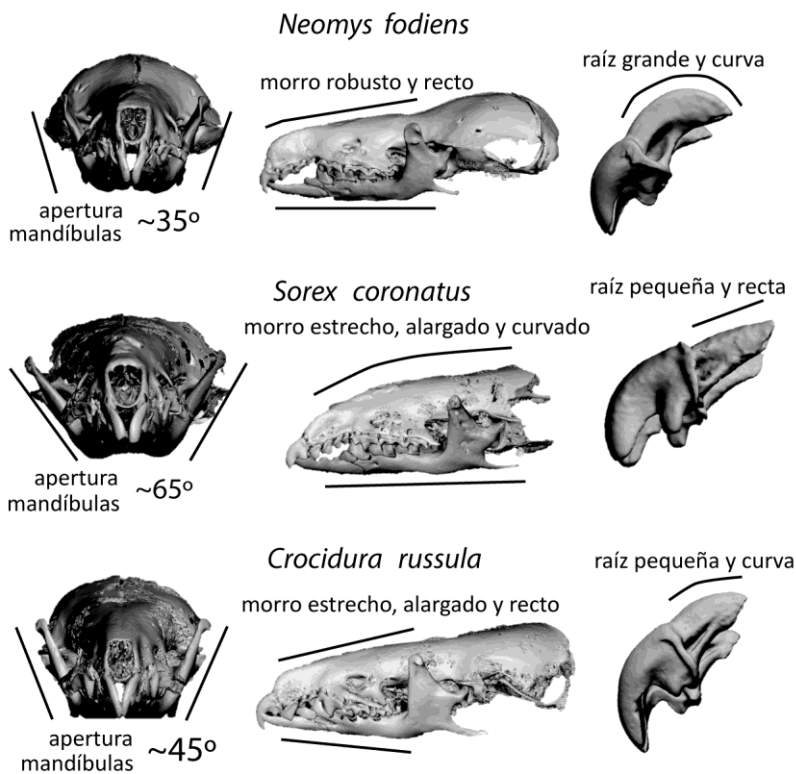 Neomys fodiens
morro robusto y recto
raíz grande y curva
apertura
mandíbulas ~35º
Sorex coronatus
morro estrecho, alargado y curvado
raíz pequeña y recta
apertura
mandíbulas ~65º
Crocidura russula
morro estrecho, alargado y recto
raíz pequeña y curva
apertura
mandíbulas ~45º